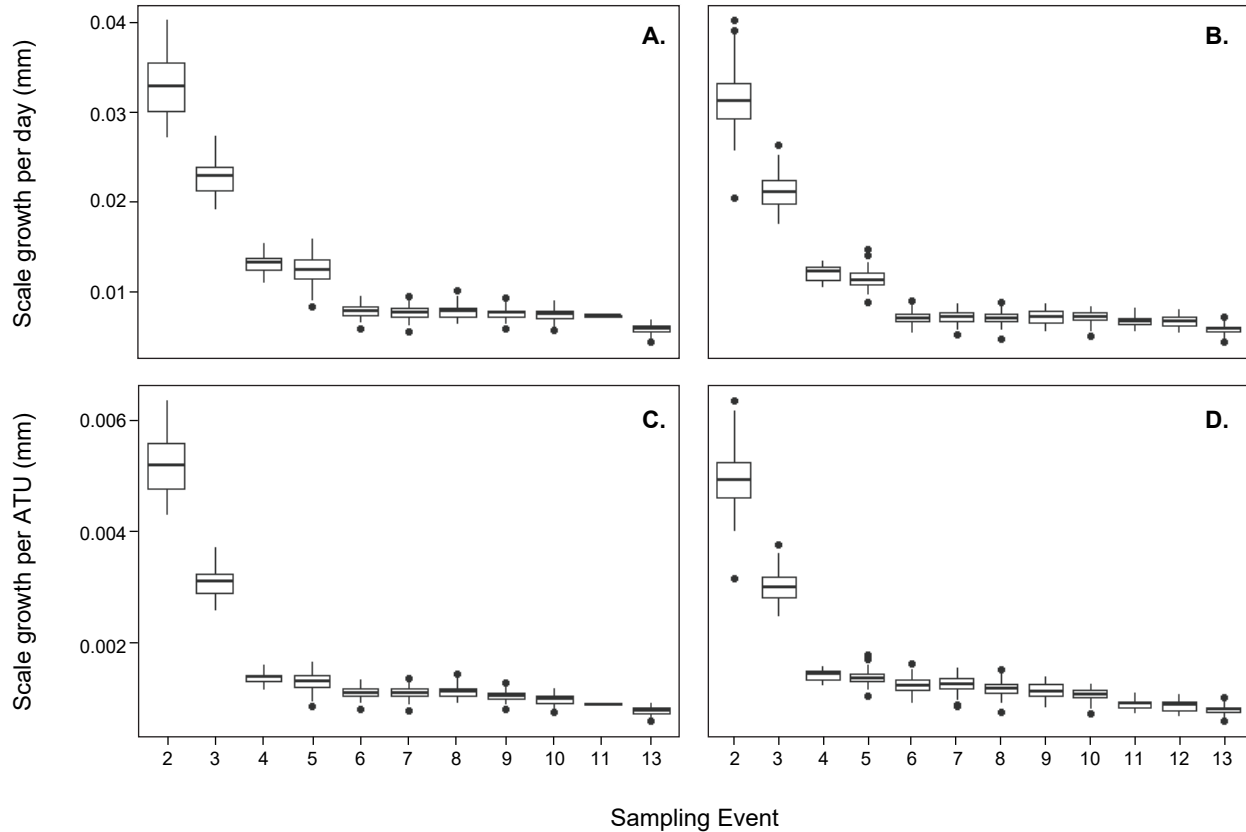 Scale growth per day (mm)
0.04
0.03
0.02
0.01
A.
B.
Scale growth per ATU (mm)
0.006
0.004
0.002
C.
D.
2 3 4 5 6 7 8 9 10 11 13
2 3 4 5 6 7 8 9 10 11 12 13
Sampling Event